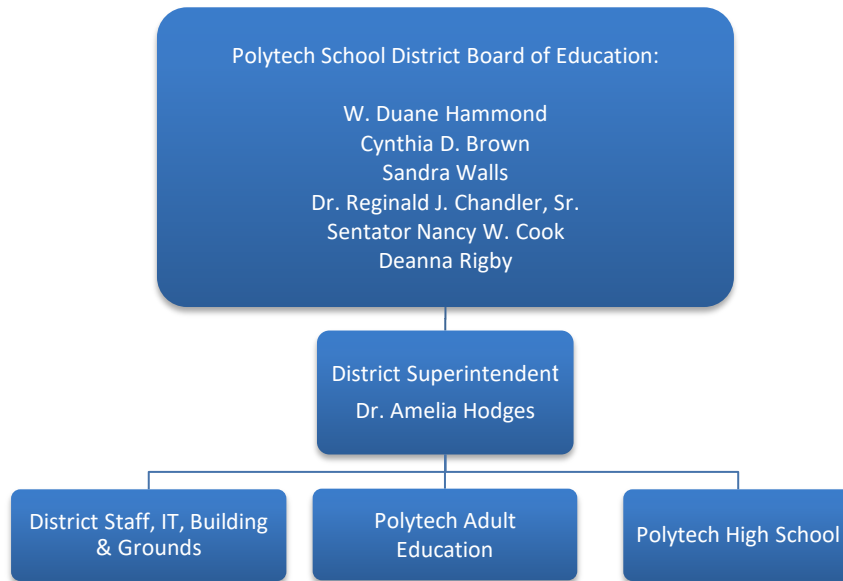 Polytech School District Board of Education:
W. Duane Hammond
Cynthia D. Brown
Sandra Walls
Dr. Reginald J. Chandler, Sr.
Sentator Nancy W. Cook
Deanna Rigby
District Superintendent
Dr. Amelia Hodges
District Staff, IT, Building
& Grounds
Polytech Adult
Education
Polytech High School